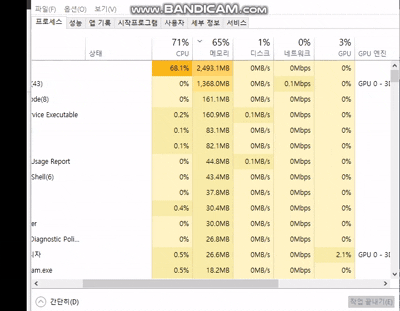 WWW.BANDICAM.COM
파일(F) 옵션(O) 보기(V)
프로세스 성능 앱 기록 시작프로그램 사용자 세부 정보 서비스
71% 65% 1% 0% 3%
상태 CPU 메모리 디스크 네트워크 GPU GPU 엔진
68.1% 2,493.1MB 0MB/s 0Mbps 0%
(43) 0% 1,368.0MB 0MB/s 0.1Mbps 0% GPU 0 - 3D
ode(8) 0% 161.1MB 0MB/s 0Mbps 0%
rvice Executable 0.2% 160.9MB 0.1MB/s 0Mbps 0%
0.1% 83.1MB 0MB/s 0Mbps 0%
0.1% 82.1MB 0MB/s 0Mbps 0%
Usage Report 0% 44.8MB 0.1MB/s 0Mbps 0%
Shell(6) 0% 43.4MB 0MB/s 0Mbps 0%
0% 37.8MB 0MB/s 0Mbps 0%
0.4% 30.4MB 0MB/s 0Mbps 0%
er 0% 30.0MB 0MB/s 0Mbps 0%
Diagnostic Poli... 0% 26.8MB 0MB/s 0Mbps 0%
리자 0.5% 26.6MB 0MB/s 0Mbps 2.1% GPU 0 - 3D
am.exe 0.5% 18.2MB 0MB/s 0Mbps 0%
간단히(D) 작업 끝내기(E)